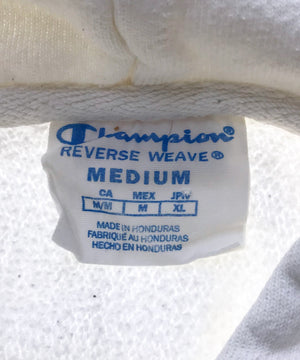 Champion®
REVERSE WEAVE®
MEDIUM
CA MEX JPN
M/M M XL
MADE IN HONDURAS
FABRIQUÉ AU HONDURAS
HECHO EN HONDURAS